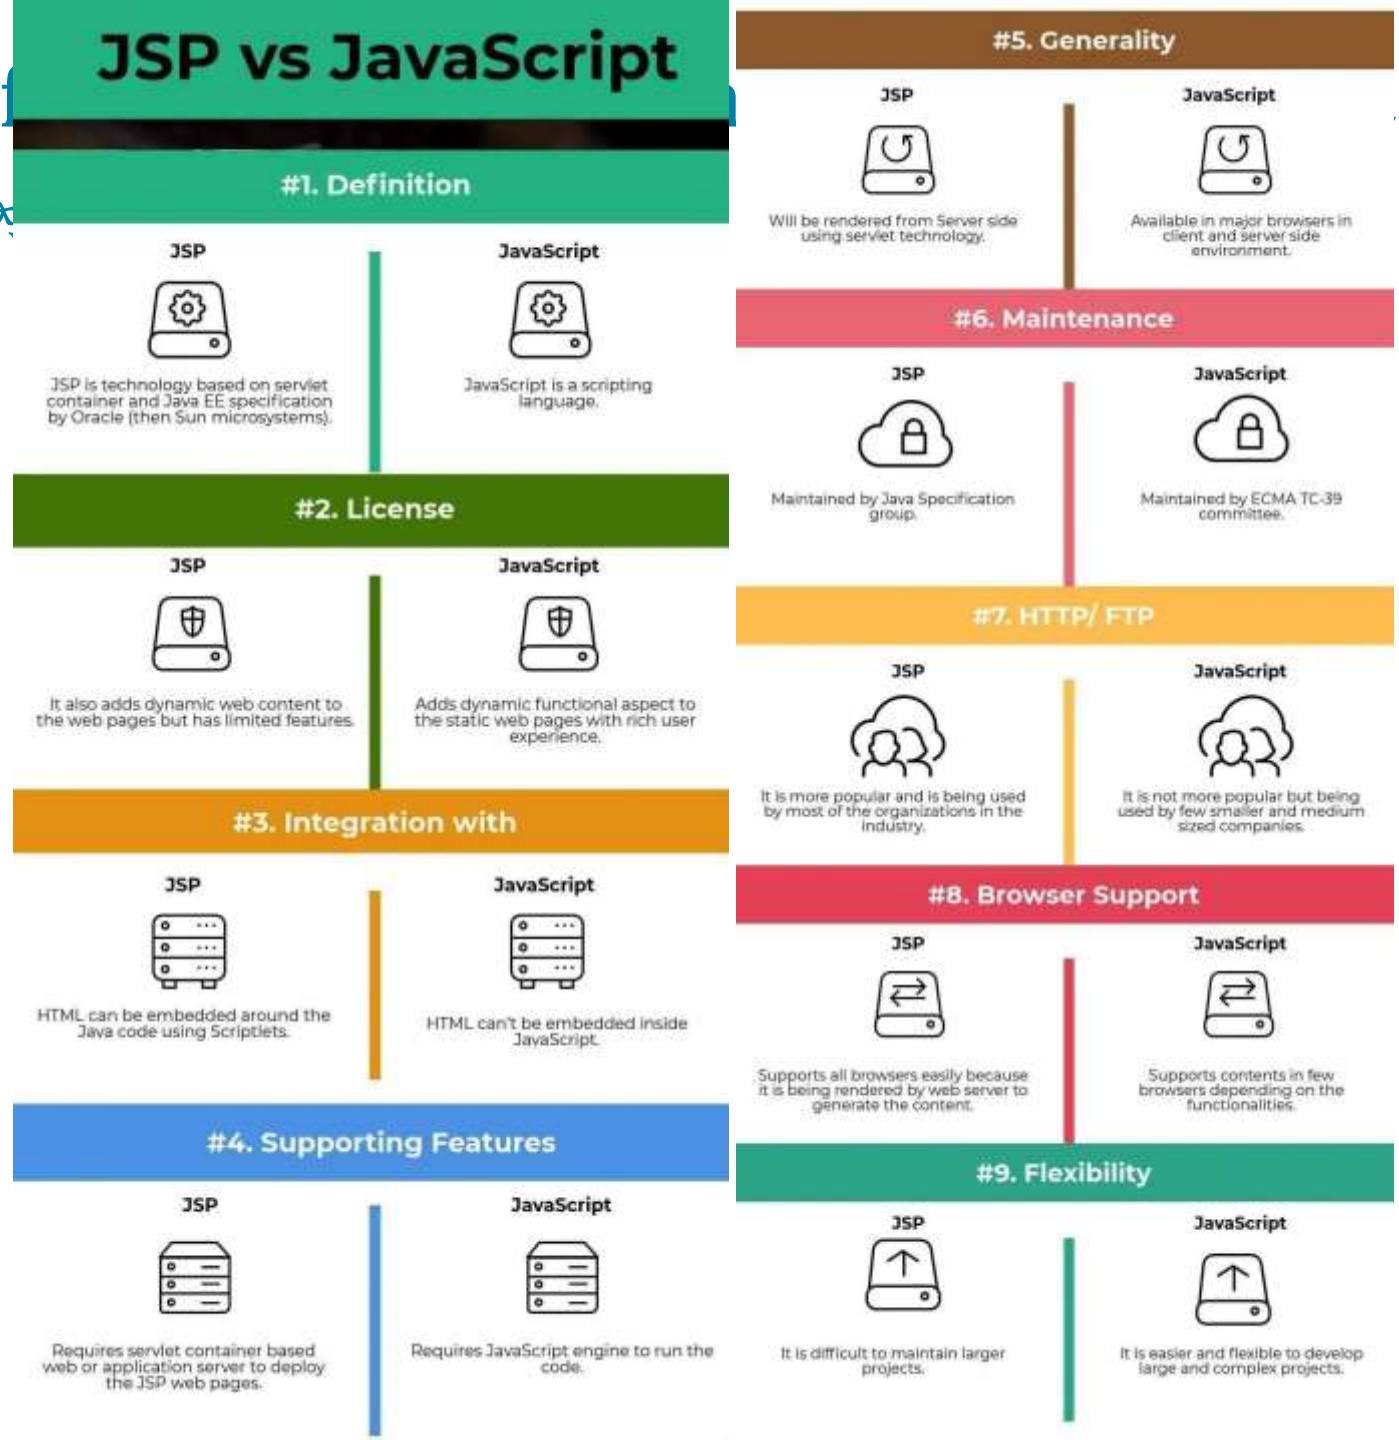 JSP vs JavaScript
#1. Definition
JSP
JavaScript
JSP is technology based on servlet
container and Java EE specification
by Oracle (then Sun microsystems).
JavaScript is a scripting
language.
#2. License
JSP
JavaScript
It also adds dynamic web content to
the web pages but has limited features.
Adds dynamic functional aspect to
the static web pages with rich user
experience.
#3. Integration with
JSP
JavaScript
HTML can be embedded around the
Java code using Scriptlets.
HTML can't be embedded inside
JavaScript.
#4. Supporting Features
JSP
JavaScript
Requires servlet container based
web or application server to deploy
the JSP web pages.
Requires JavaScript engine to run the
code.
#5. Generality
JSP
JavaScript
Will be rendered from Server side
using servlet technology.
Available in major browsers in
client and server side
environment.
#6. Maintenance
JSP
JavaScript
Maintained by Java Specification
group.
Maintained by ECMA TC-39
committee.
#7. HTTP/ FTP
JSP
JavaScript
It is more popular and is being used
by most of the organizations in the
industry.
It is not more popular but being
used by few smaller and medium
sized companies.
#8. Browser Support
JSP
JavaScript
Supports all browsers easily because
it is being rendered by web server to
generate the content.
Supports contents in few
browsers depending on the
functionalities.
#9. Flexibility
JSP
JavaScript
It is difficult to maintain larger
projects.
It is easier and flexible to develop
large and complex projects.